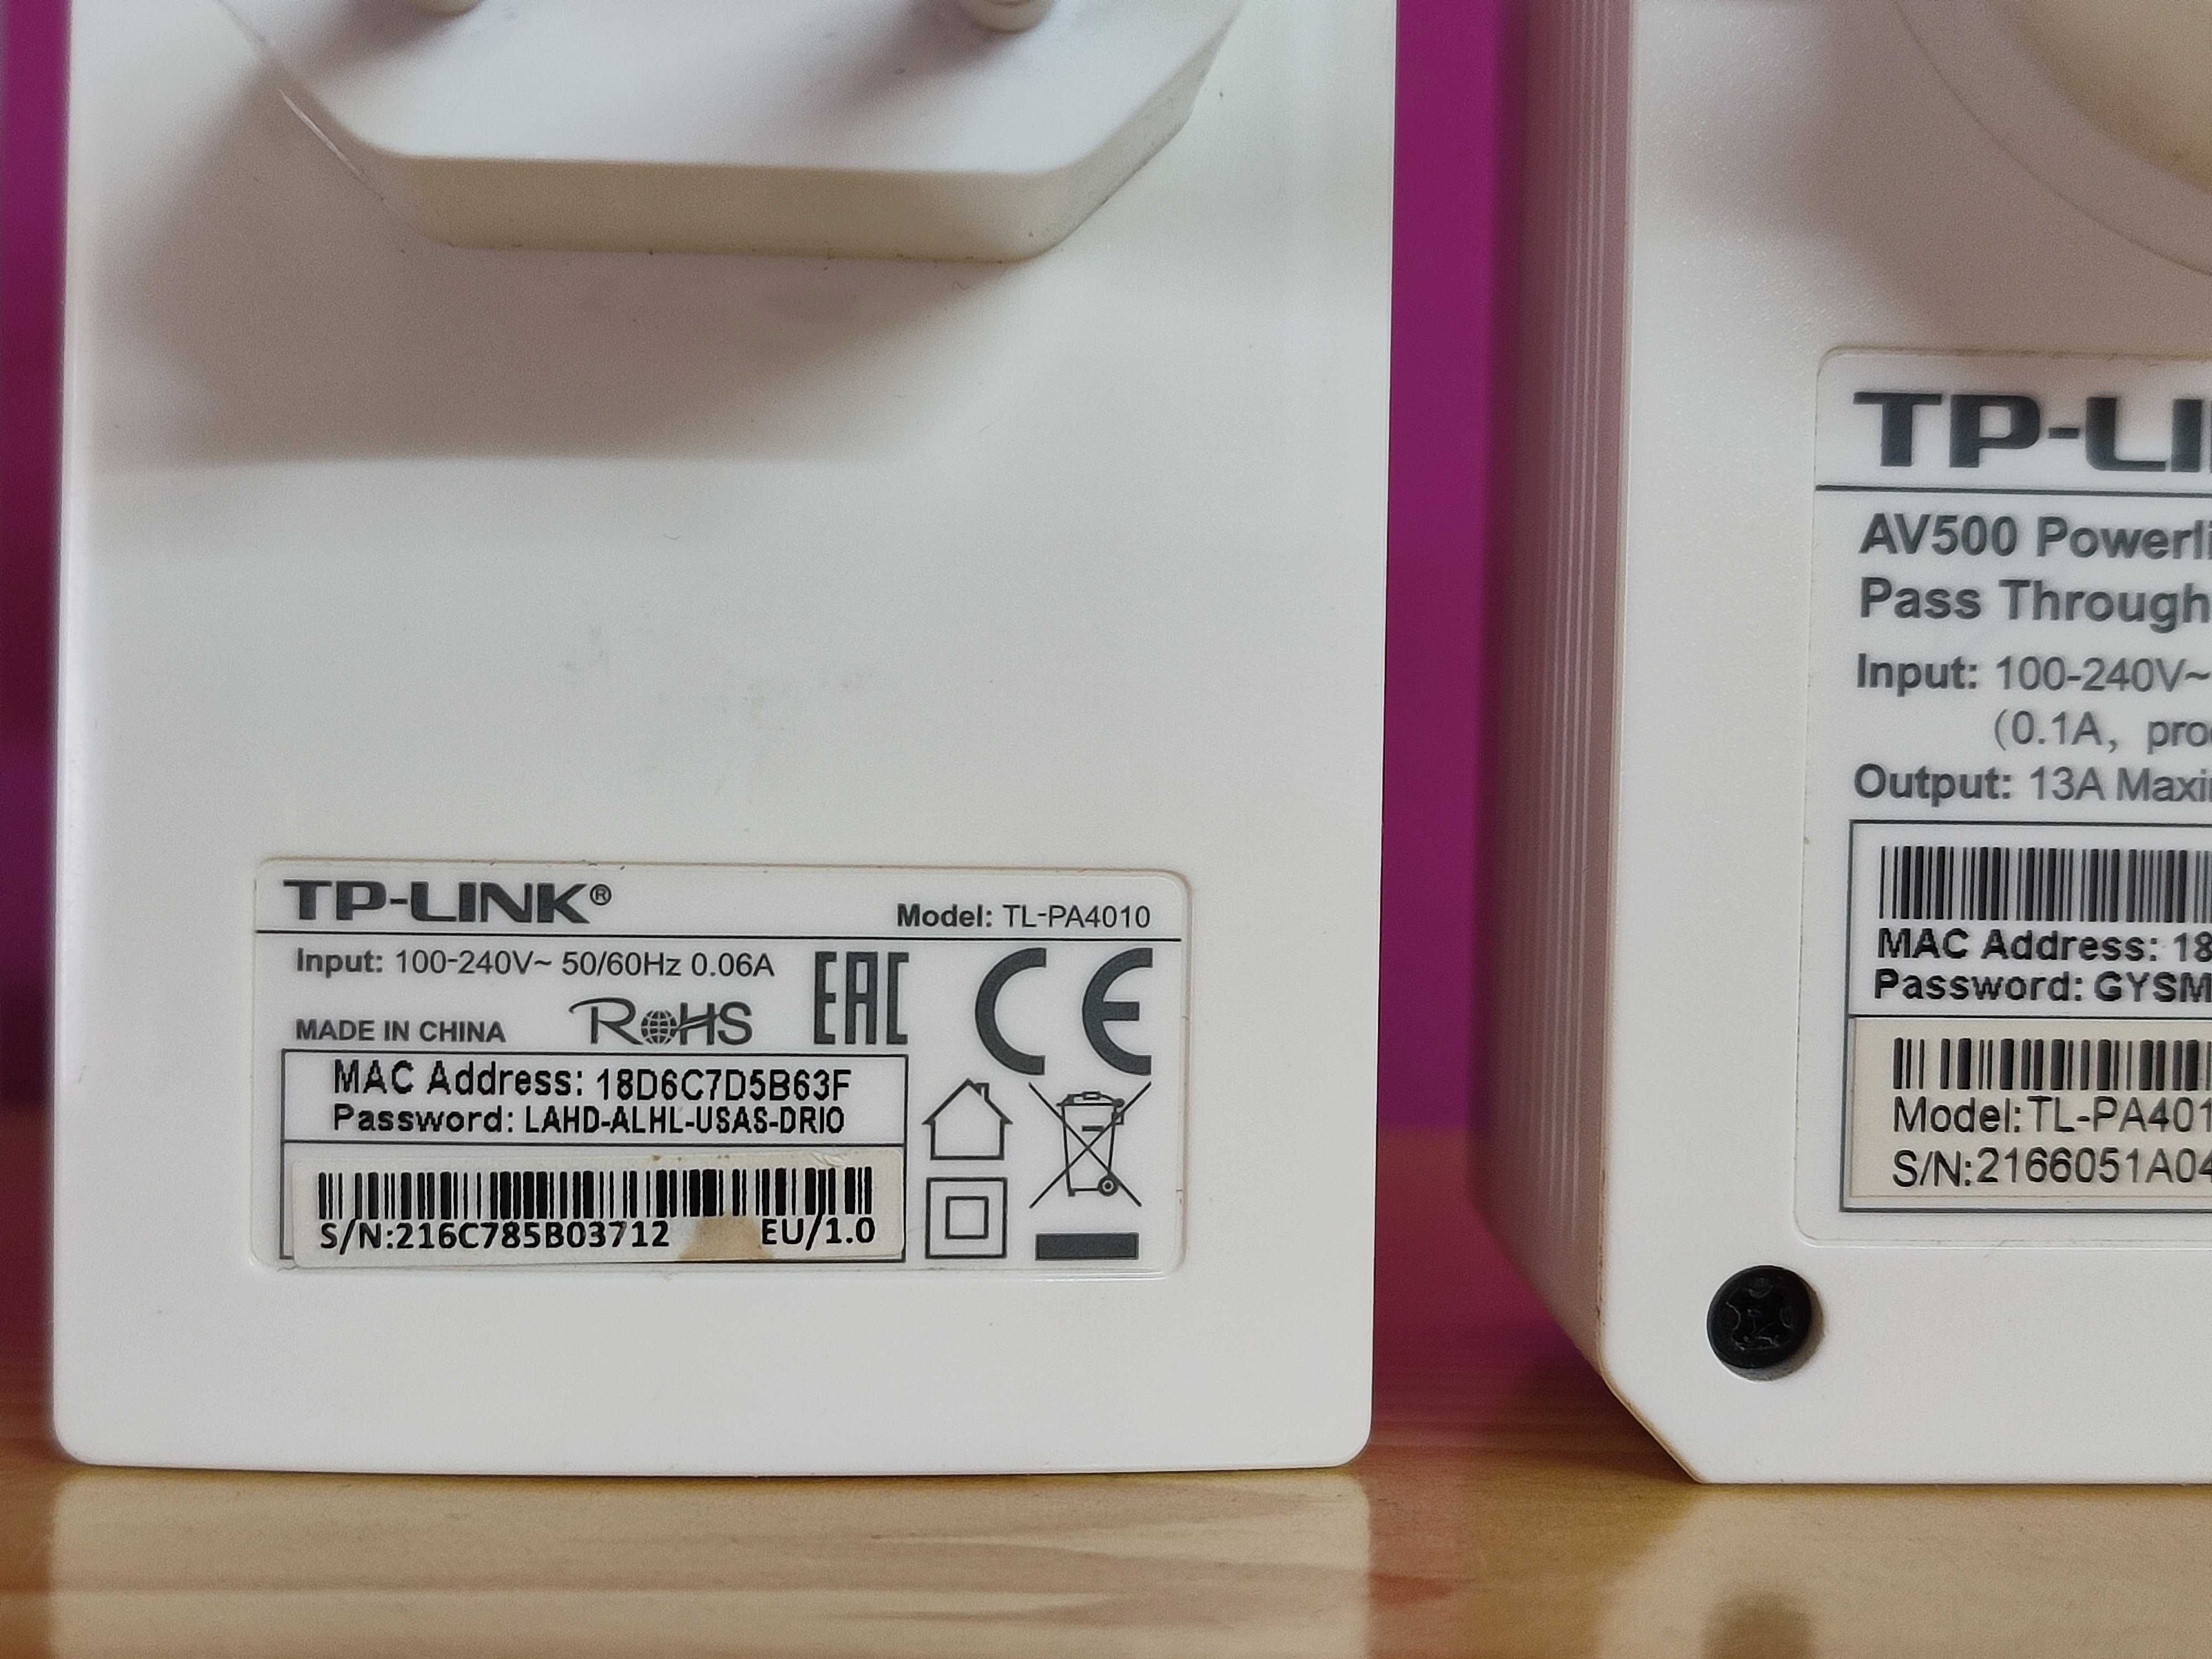 TP-LINK®
Model: TL-PA4010
Input: 100-240V~ 50/60Hz 0.06A
MADE IN CHINA
RoHS
EAC
CE
MAC Address: 18D6C7D5B63F
Password: LAHD-ALHL-USAS-DRIO
S/N:216C785B03712 EU/1.0
TP-LI
AV500 Powerli
Pass Through
Input: 100-240V~
(0.1A, pro
Output: 13A Maxi
MAC Address: 18
Password: GYSM
Model:TL-PA401
S/N:2166051A04